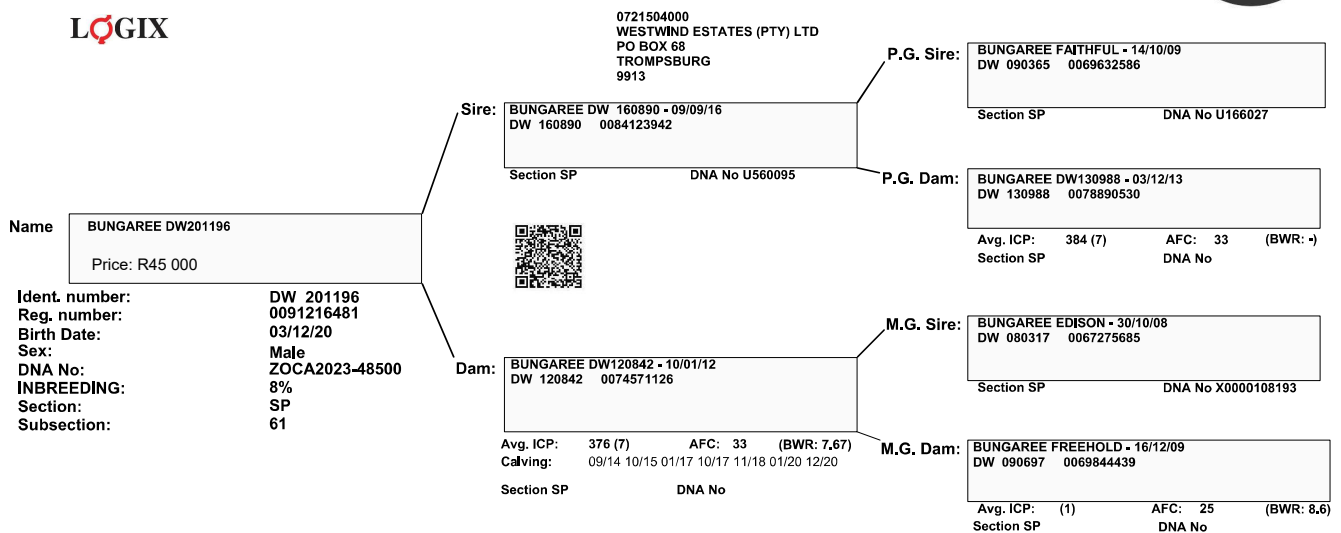 LOGIX
0721504000
WESTWIND ESTATES (PTY) LTD
PO BOX 68
TROMPSBURG
9913
Name
BUNGAREE DW201196
Price: R45 000
Ident. number: DW 201196
Reg. number: 0091216481
Birth Date: 03/12/20
Sex: Male
DNA No: ZOCA2023-48500
INBREEDING: 8%
Section: SP
Subsection: 61
Sire:
BUNGAREE DW 160890 - 09/09/16
DW 160890 0084123942
Section SP DNA No U560095
Dam:
BUNGAREE DW120842 - 10/01/12
DW 120842 0074571126
Avg. ICP: 376 (7) AFC: 33 (BWR: 7.67)
Calving: 09/14 10/15 01/17 10/17 11/18 01/20 12/20
Section SP DNA No
P.G. Sire:
BUNGAREE FAITHFUL - 14/10/09
DW 090365 0069632586
Section SP DNA No U166027
P.G. Dam:
BUNGAREE DW130988 - 03/12/13
DW 130988 0078890530
Avg. ICP: 384 (7) AFC: 33 (BWR: -)
Section SP DNA No
M.G. Sire:
BUNGAREE EDISON - 30/10/08
DW 080317 0067275685
Section SP DNA No X0000108193
M.G. Dam:
BUNGAREE FREEHOLD - 16/12/09
DW 090697 0069844439
Avg. ICP: (1) AFC: 25 (BWR: 8.6)
Section SP DNA No